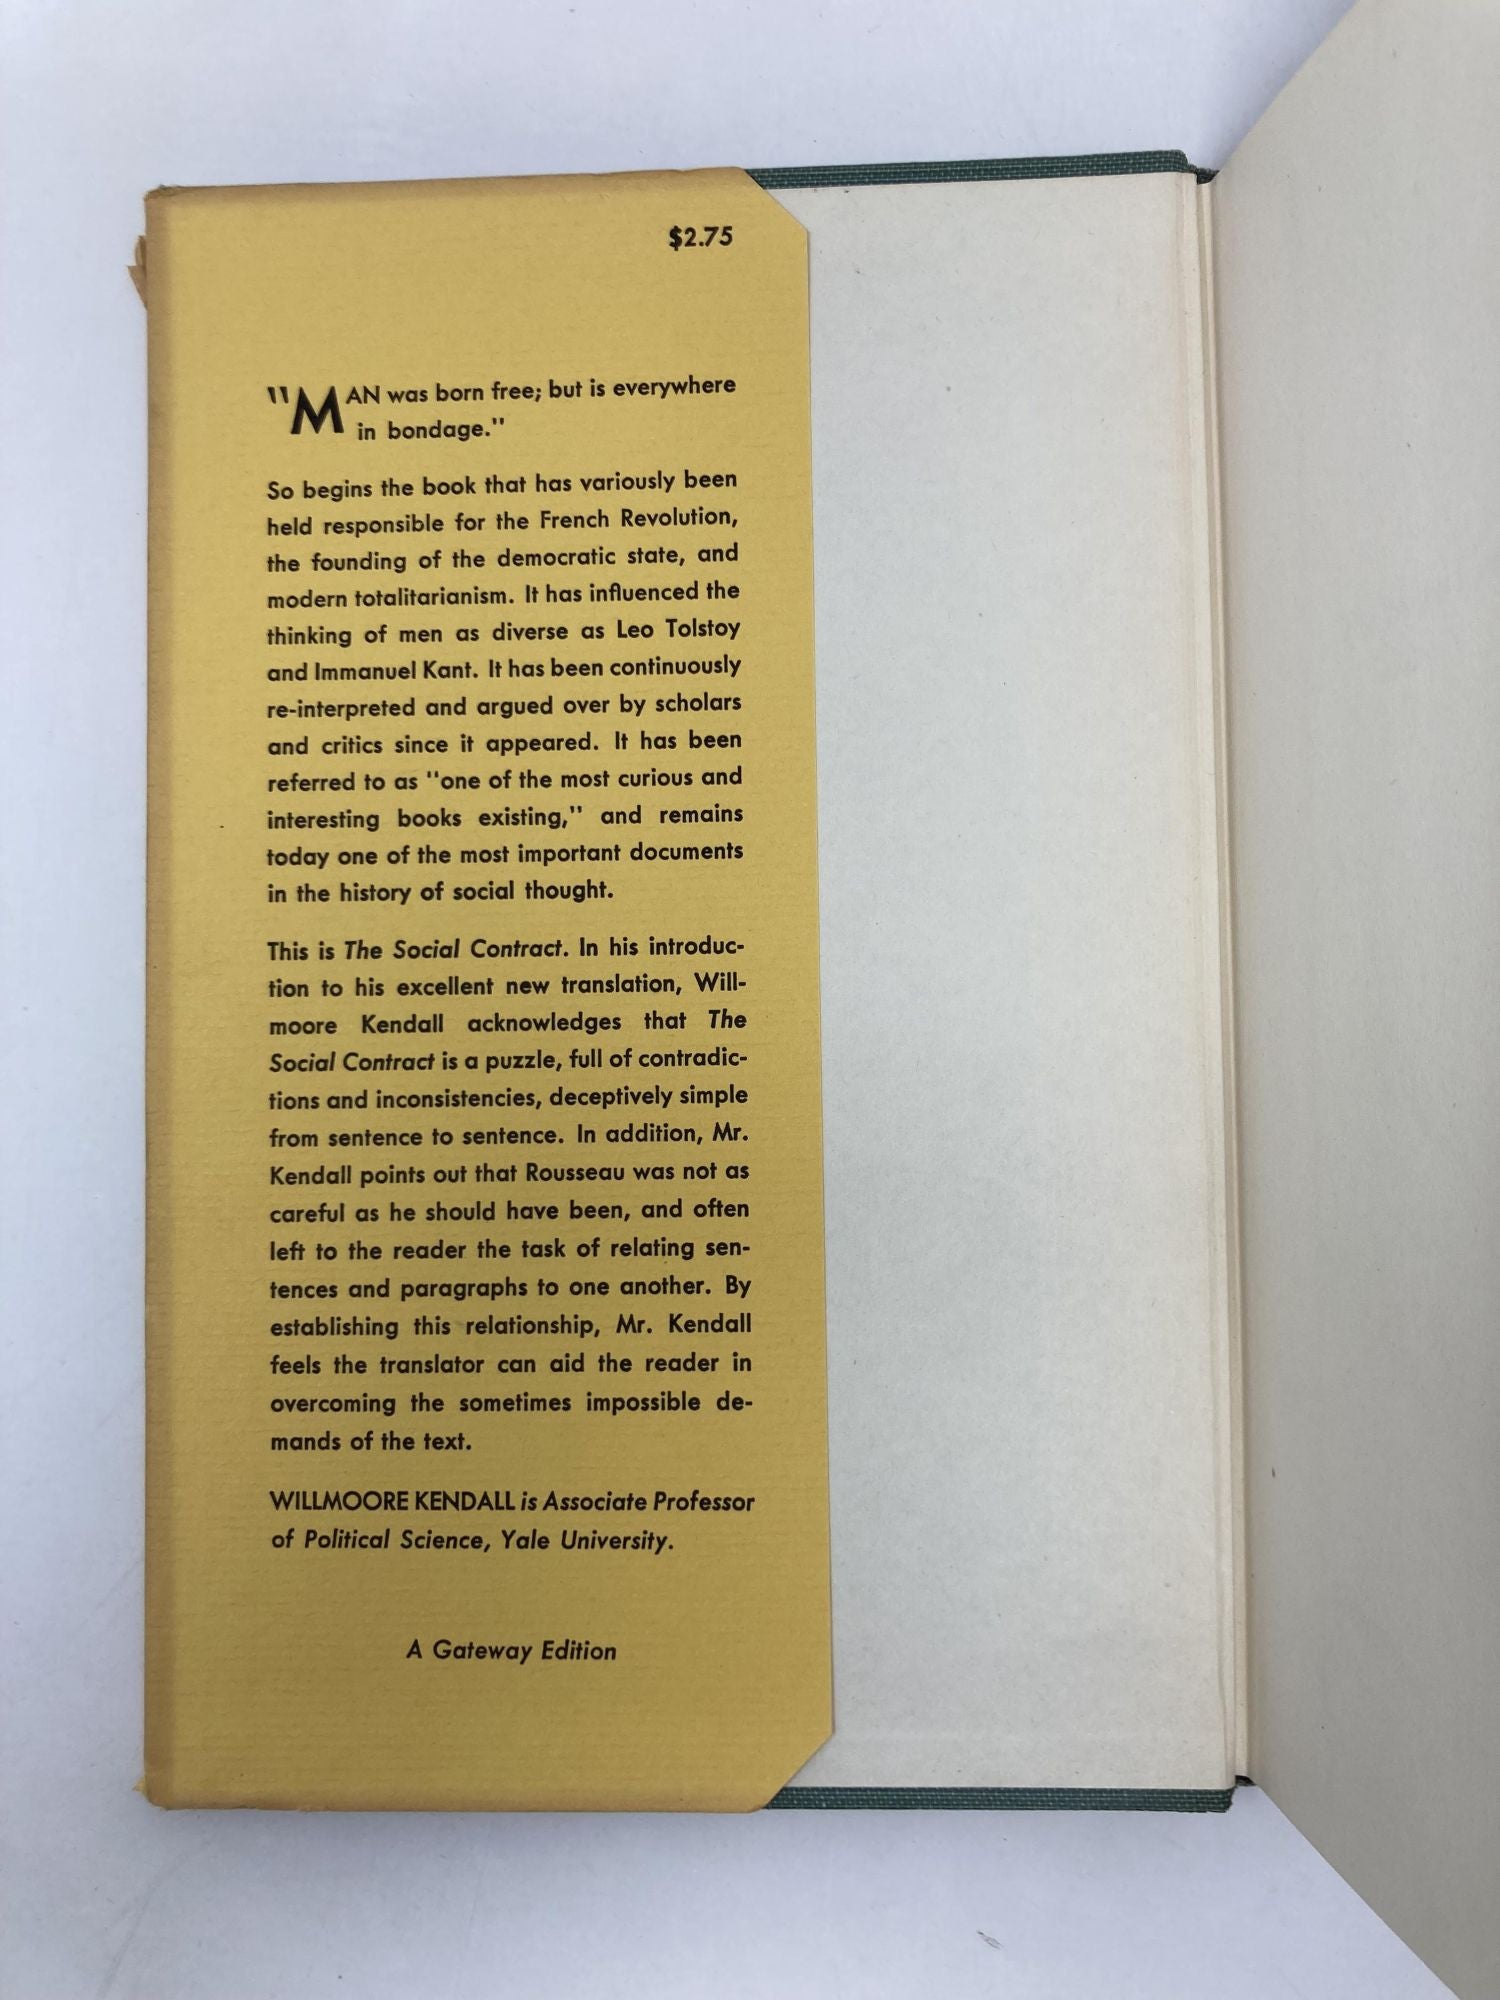 $2.75
"MAN was born free; but is everywhere
in bondage."
So begins the book that has variously been
held responsible for the French Revolution,
the founding of the democratic state, and
modern totalitarianism. It has influenced the
thinking of men as diverse as Leo Tolstoy
and Immanuel Kant. It has been continuously
re-interpreted and argued over by scholars
and critics since it appeared. It has been
referred to as "one of the most curious and
interesting books existing," and remains
today one of the most important documents
in the history of social thought.
This is The Social Contract. In his introduc-
tion to his excellent new translation, Will-
moore Kendall acknowledges that The
Social Contract is a puzzle, full of contradic-
tions and inconsistencies, deceptively simple
from sentence to sentence. In addition, Mr.
Kendall points out that Rousseau was not as
careful as he should have been, and often
left to the reader the task of relating sen-
tences and paragraphs to one another. By
establishing this relationship, Mr. Kendall
feels the translator can aid the reader in
overcoming the sometimes impossible de-
mands of the text.
WILLMOORE KENDALL is Associate Professor
of Political Science, Yale University.
A Gateway Edition